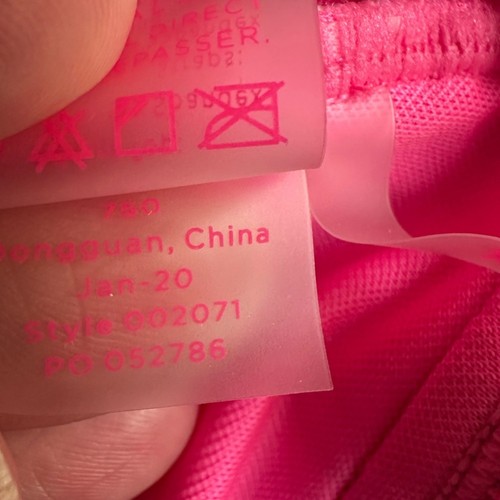 DIRECT
PASSER.
Dongguan, China
Jan-20
Style 002071
PO 052786